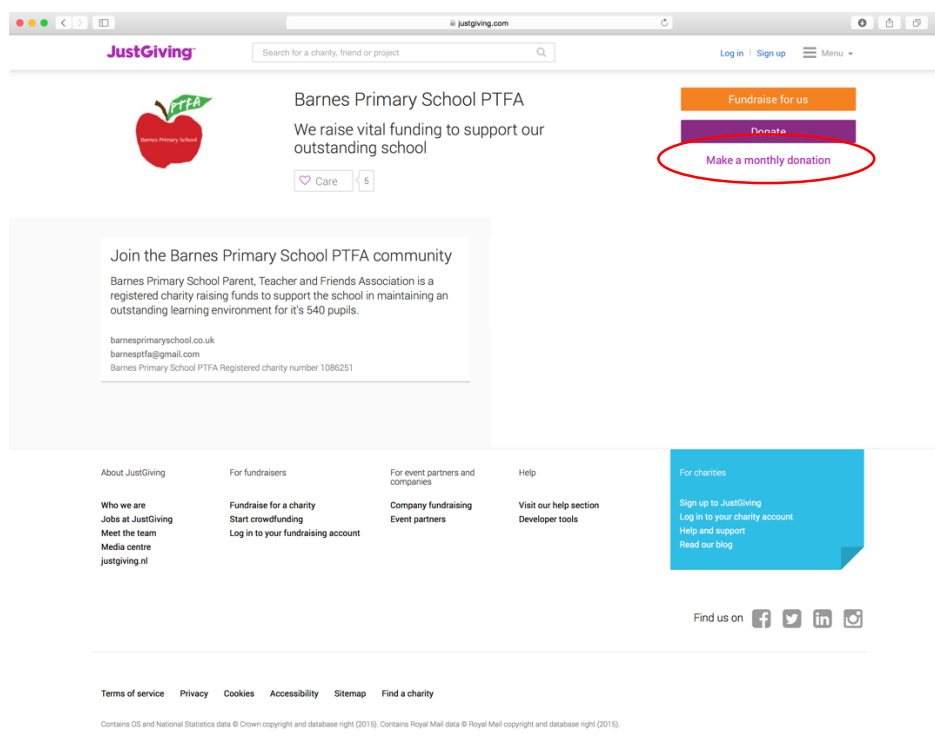 justgiving.com
JustGiving
Search for a charity, friend or project
Log in
Sign up
Menu
PTFA
Barnes Primary School
Barnes Primary School PTFA
We raise vital funding to support our
outstanding school
Care
5
Fundraise for us
Donate
Make a monthly donation
Join the Barnes Primary School PTFA community
Barnes Primary School Parent, Teacher and Friends Association is a
registered charity raising funds to support the school in maintaining an
outstanding learning environment for it's 540 pupils.
barnesprimaryschool.co.uk
barnesptfa@gmail.com
Barnes Primary School PTFA Registered charity number 1086251
About JustGiving
Who we are
Jobs at JustGiving
Meet the team
Media centre
justgiving.nl
For fundraisers
Fundraise for a charity
Start crowdfunding
Log in to your fundraising account
For event partners and
companies
Company fundraising
Event partners
Help
Visit our help section
Developer tools
For charities
Sign up to JustGiving
Log in to your charity account
Help and support
Read our blog
Find us on
Terms of service Privacy Cookies Accessibility Sitemap Find a charity
Contains OS and National Statistics data © Crown copyright and database right (2015). Contains Royal Mail data © Royal Mail copyright and database right (2015).